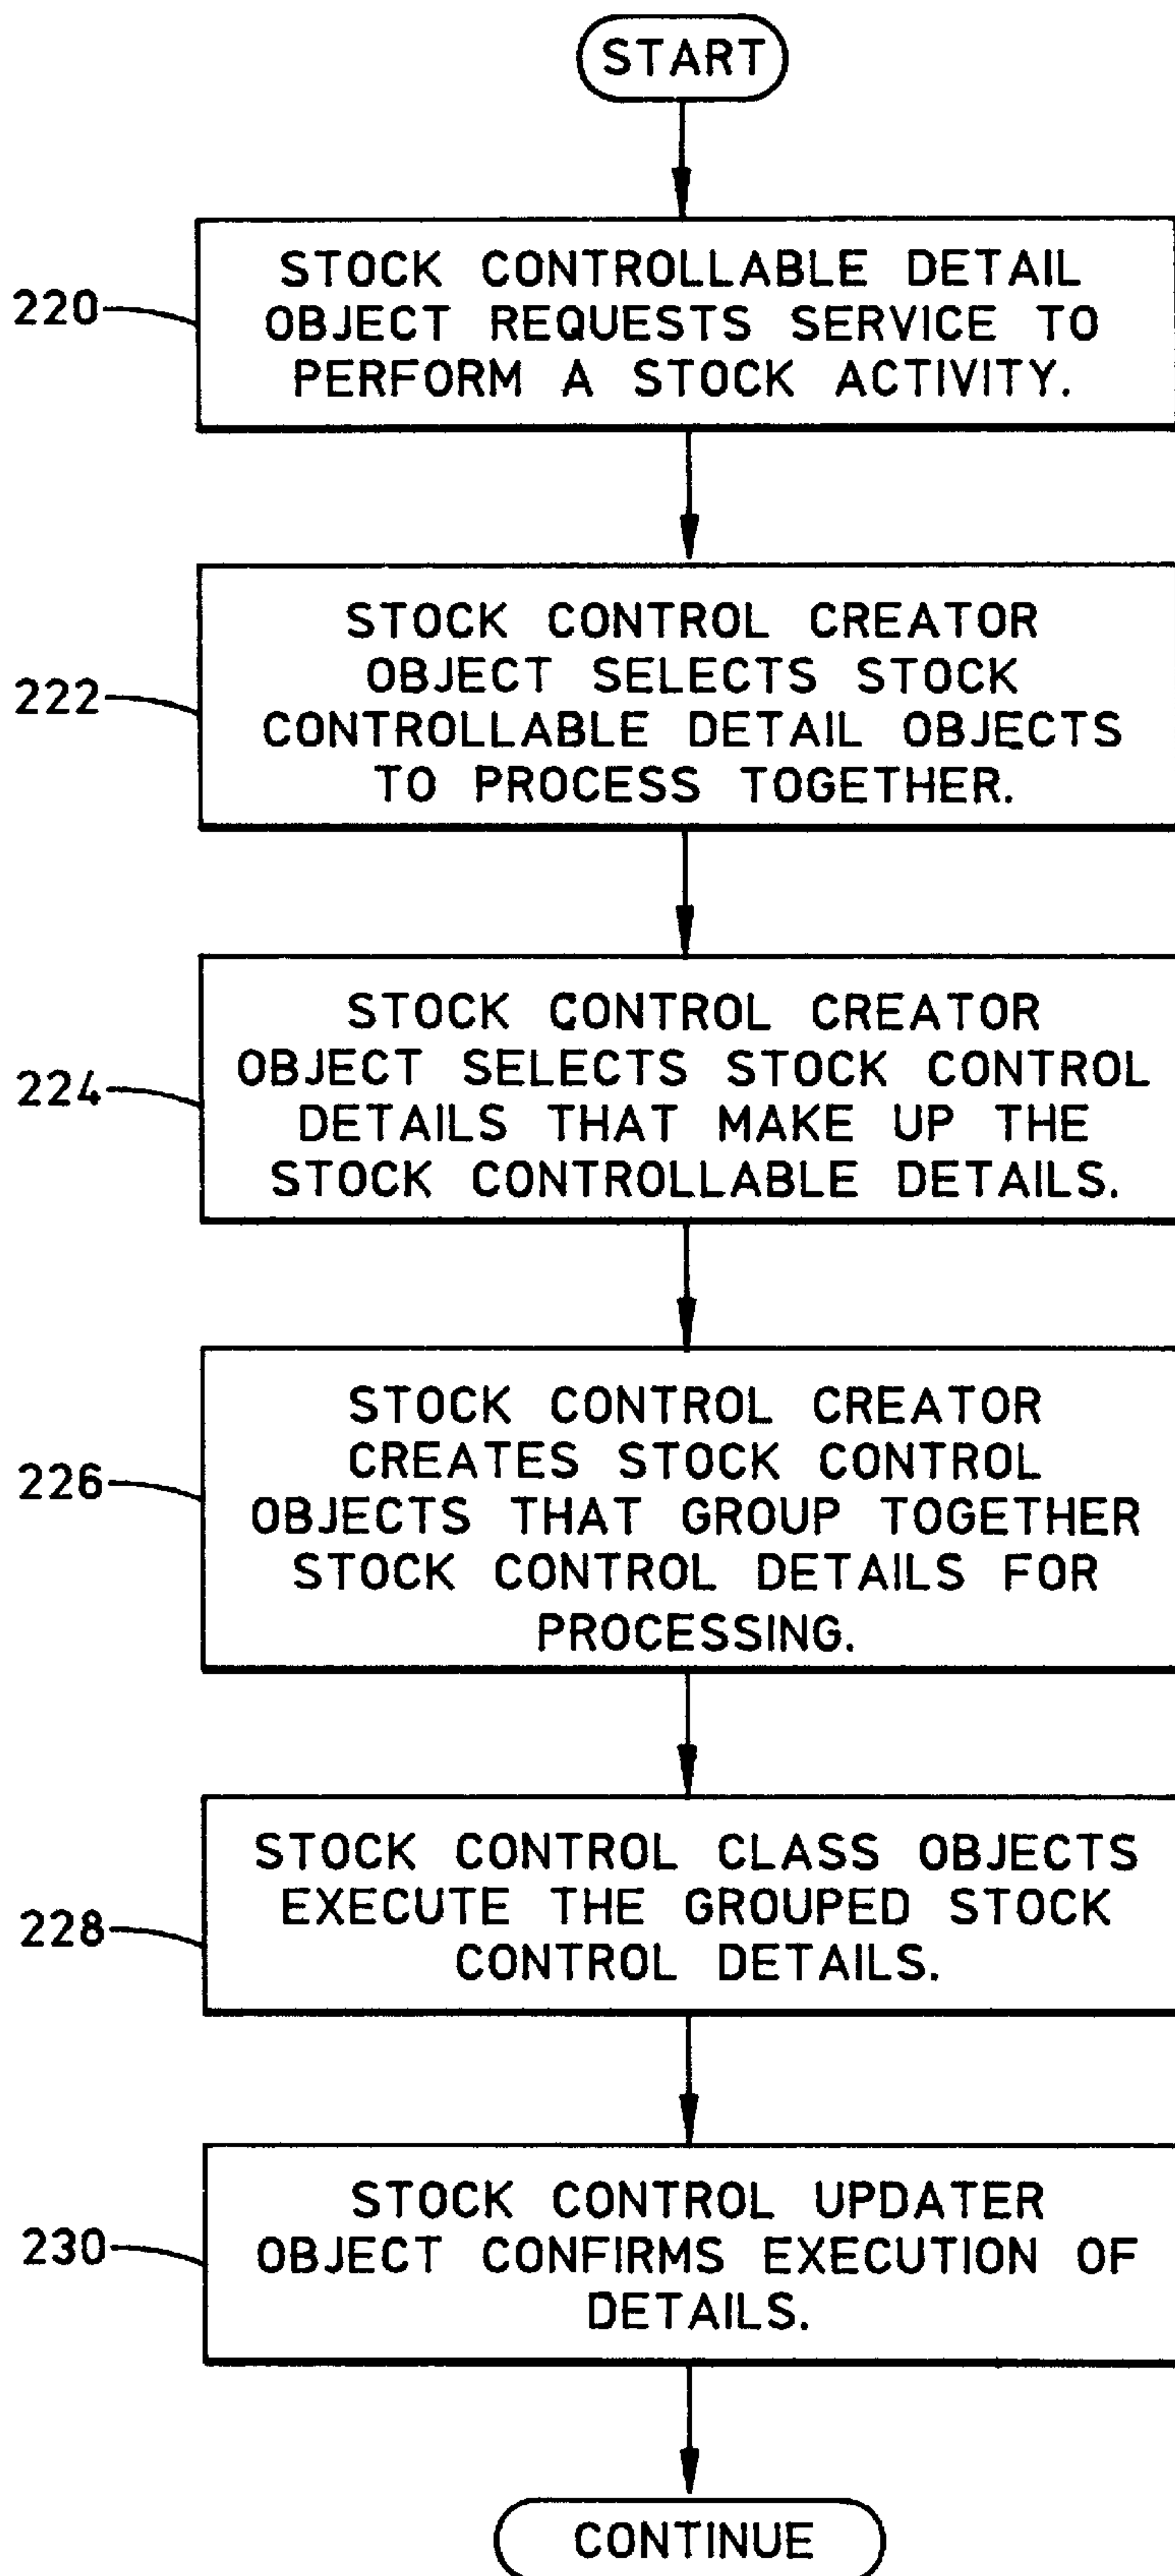 START
220
STOCK CONTROLLABLE DETAIL
OBJECT REQUESTS SERVICE TO
PERFORM A STOCK ACTIVITY.
222
STOCK CONTROL CREATOR
OBJECT SELECTS STOCK
CONTROLLABLE DETAIL OBJECTS
TO PROCESS TOGETHER.
224
STOCK CONTROL CREATOR
OBJECT SELECTS STOCK CONTROL
DETAILS THAT MAKE UP THE
STOCK CONTROLLABLE DETAILS.
226
STOCK CONTROL CREATOR
CREATES STOCK CONTROL
OBJECTS THAT GROUP TOGETHER
STOCK CONTROL DETAILS FOR
PROCESSING.
228
STOCK CONTROL CLASS OBJECTS
EXECUTE THE GROUPED STOCK
CONTROL DETAILS.
230
STOCK CONTROL UPDATER
OBJECT CONFIRMS EXECUTION OF
DETAILS.
CONTINUE